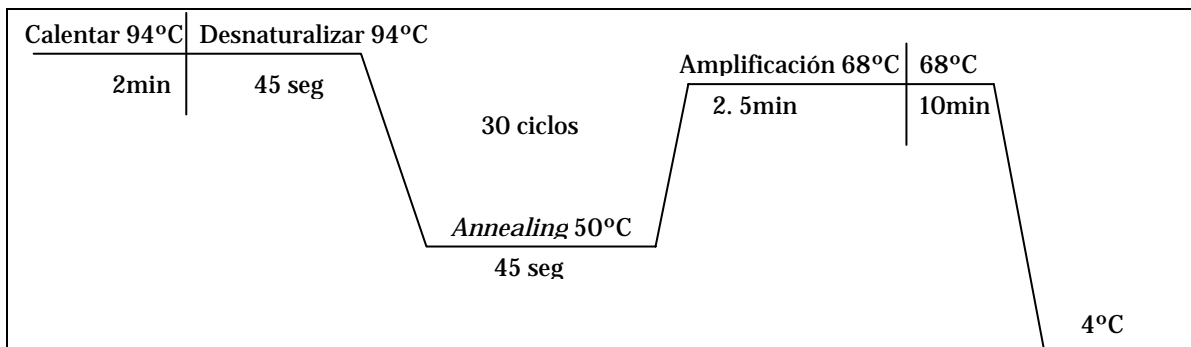 Calentar 94ºC Desnaturalizar 94ºC
2min 45 seg
Amplificación 68ºC 68ºC
2. 5min 10min
30 ciclos
Annealing 50ºC
45 seg
4ºC